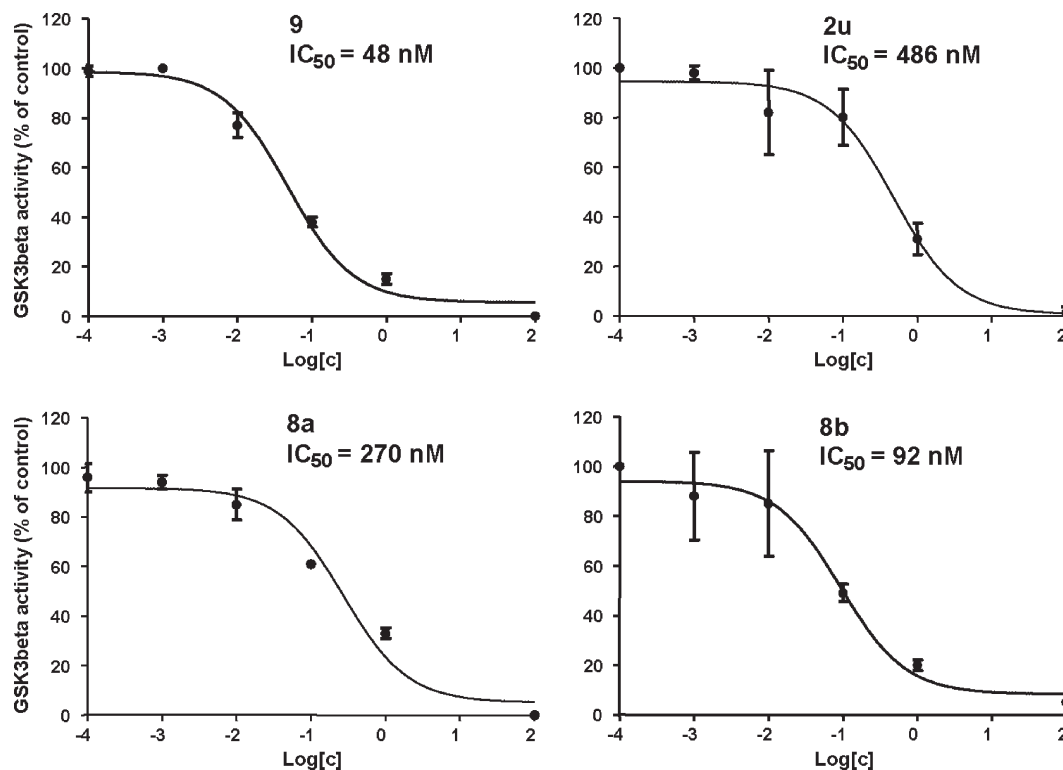 9
IC50 = 48 nM
GSK3beta activity (% of control)
120
100
80
60
40
20
0
-4 -3 -2 -1 0 1 2
Log[c]
2u
IC50 = 486 nM
120
100
80
60
40
20
0
-4 -3 -2 -1 0 1 2
Log[c]
8a
IC50 = 270 nM
GSK3beta activity (% of control)
120
100
80
60
40
20
0
-4 -3 -2 -1 0 1 2
Log[c]
8b
IC50 = 92 nM
120
100
80
60
40
20
0
-4 -3 -2 -1 0 1 2
Log[c]